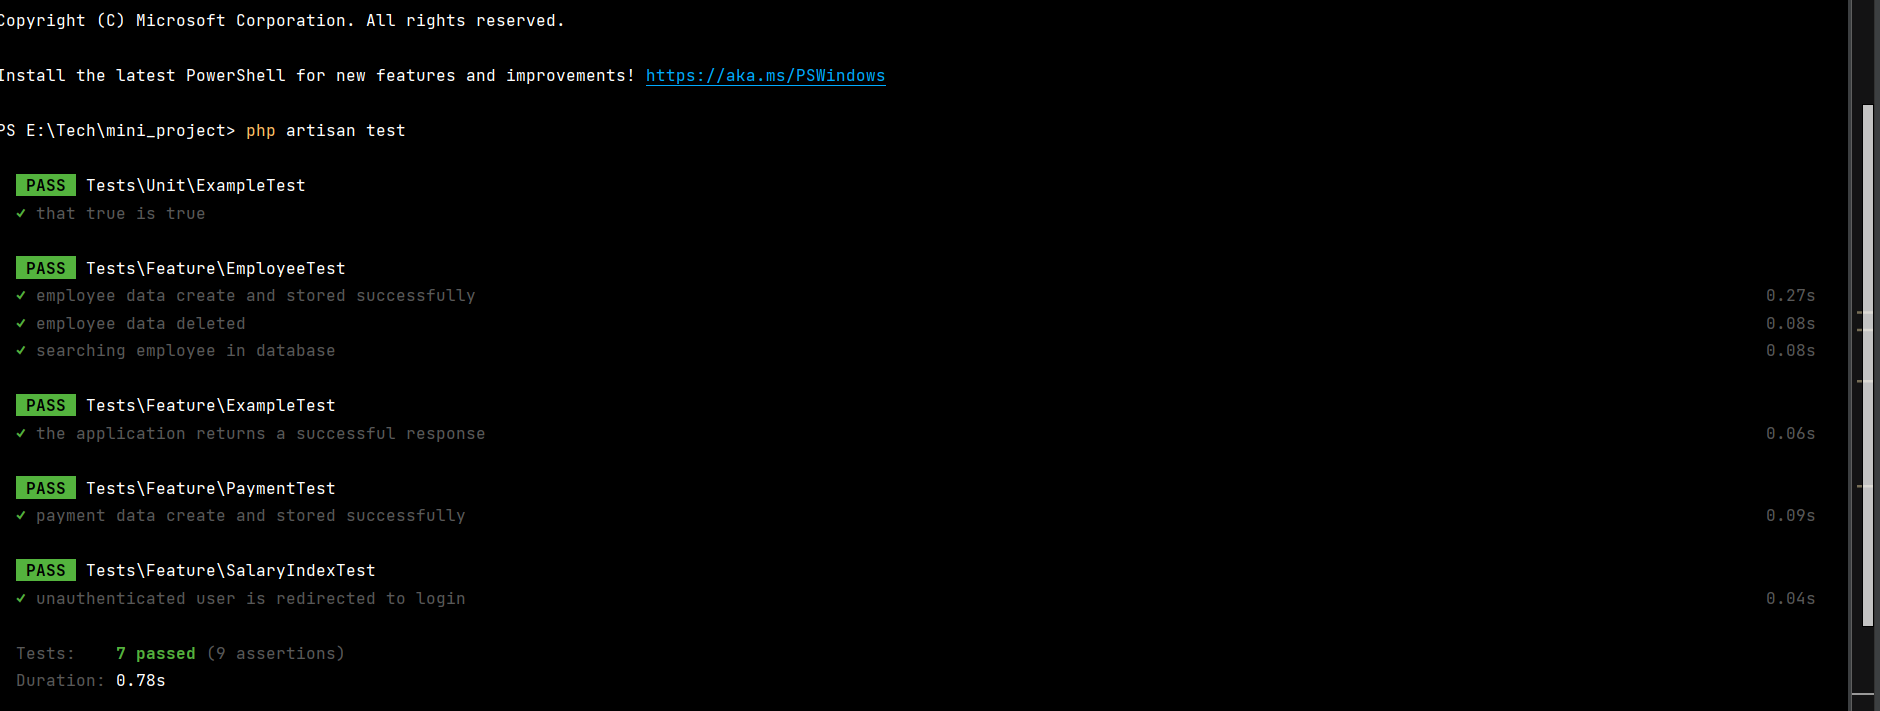 Copyright (C) Microsoft Corporation. All rights reserved.
Install the latest PowerShell for new features and improvements! https://aka.ms/PSWindows
PS E:\Tech\mini_project> php artisan test
PASS Tests\Unit\ExampleTest
✓ that true is true
PASS Tests\Feature\EmployeeTest
✓ employee data create and stored successfully 0.27s
✓ employee data deleted 0.08s
✓ searching employee in database 0.08s
PASS Tests\Feature\ExampleTest
✓ the application returns a successful response 0.06s
PASS Tests\Feature\PaymentTest
✓ payment data create and stored successfully 0.09s
PASS Tests\Feature\SalaryIndexTest
✓ unauthenticated user is redirected to login 0.04s
Tests: 7 passed (9 assertions)
Duration: 0.78s